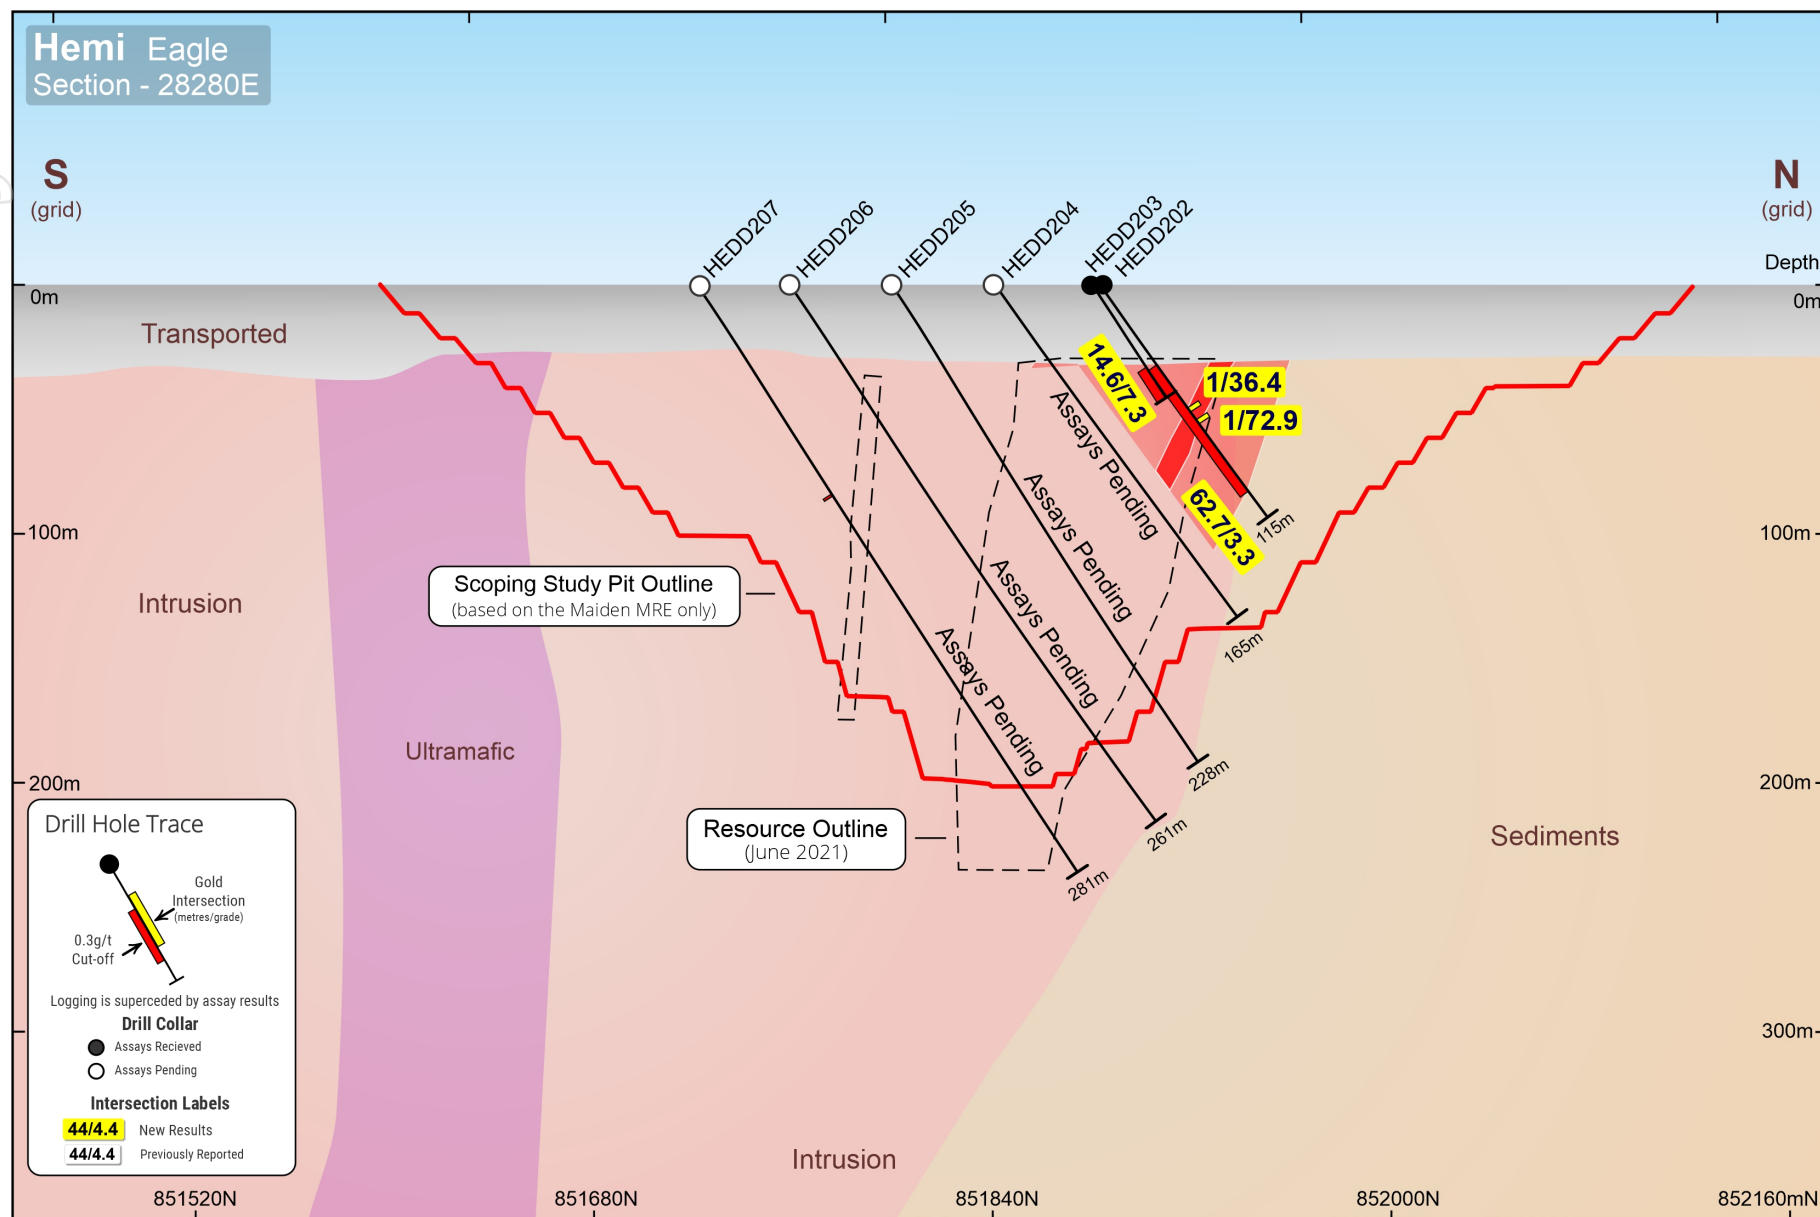 Hemi Eagle
Section - 28280E
S
(grid)
N
(grid)
HEDD207
HEDD206
HEDD205
HEDD204
HEDD203
HEDD202
Depth
0m
0m
Transported
14.6/7.3
1/36.4
1/72.9
62.7/3.3
Assays Pending
Assays Pending
Assays Pending
Assays Pending
115m
165m
228m
261m
281m
100m
100m
Scoping Study Pit Outline
(based on the Maiden MRE only)
Intrusion
Ultramafic
200m
200m
Resource Outline
(June 2021)
Sediments
Drill Hole Trace
Gold
Intersection
(metres/grade)
0.3g/t
Cut-off
Logging is superceded by assay results
Drill Collar
Assays Recieved
Assays Pending
Intersection Labels
44/4.4 New Results
44/4.4 Previously Reported
300m
Intrusion
851520N
851680N
851840N
852000N
852160mN